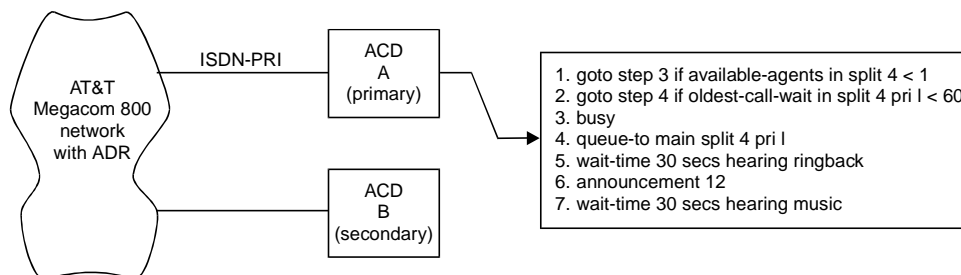 AT&T
Megacom 800
network
with ADR
ISDN-PRI
ACD
A
(primary)
ACD
B
(secondary)
1. goto step 3 if available-agents in split 4 < 1
2. goto step 4 if oldest-call-wait in split 4 pri l < 60
3. busy
4. queue-to main split 4 pri l
5. wait-time 30 secs hearing ringback
6. announcement 12
7. wait-time 30 secs hearing music